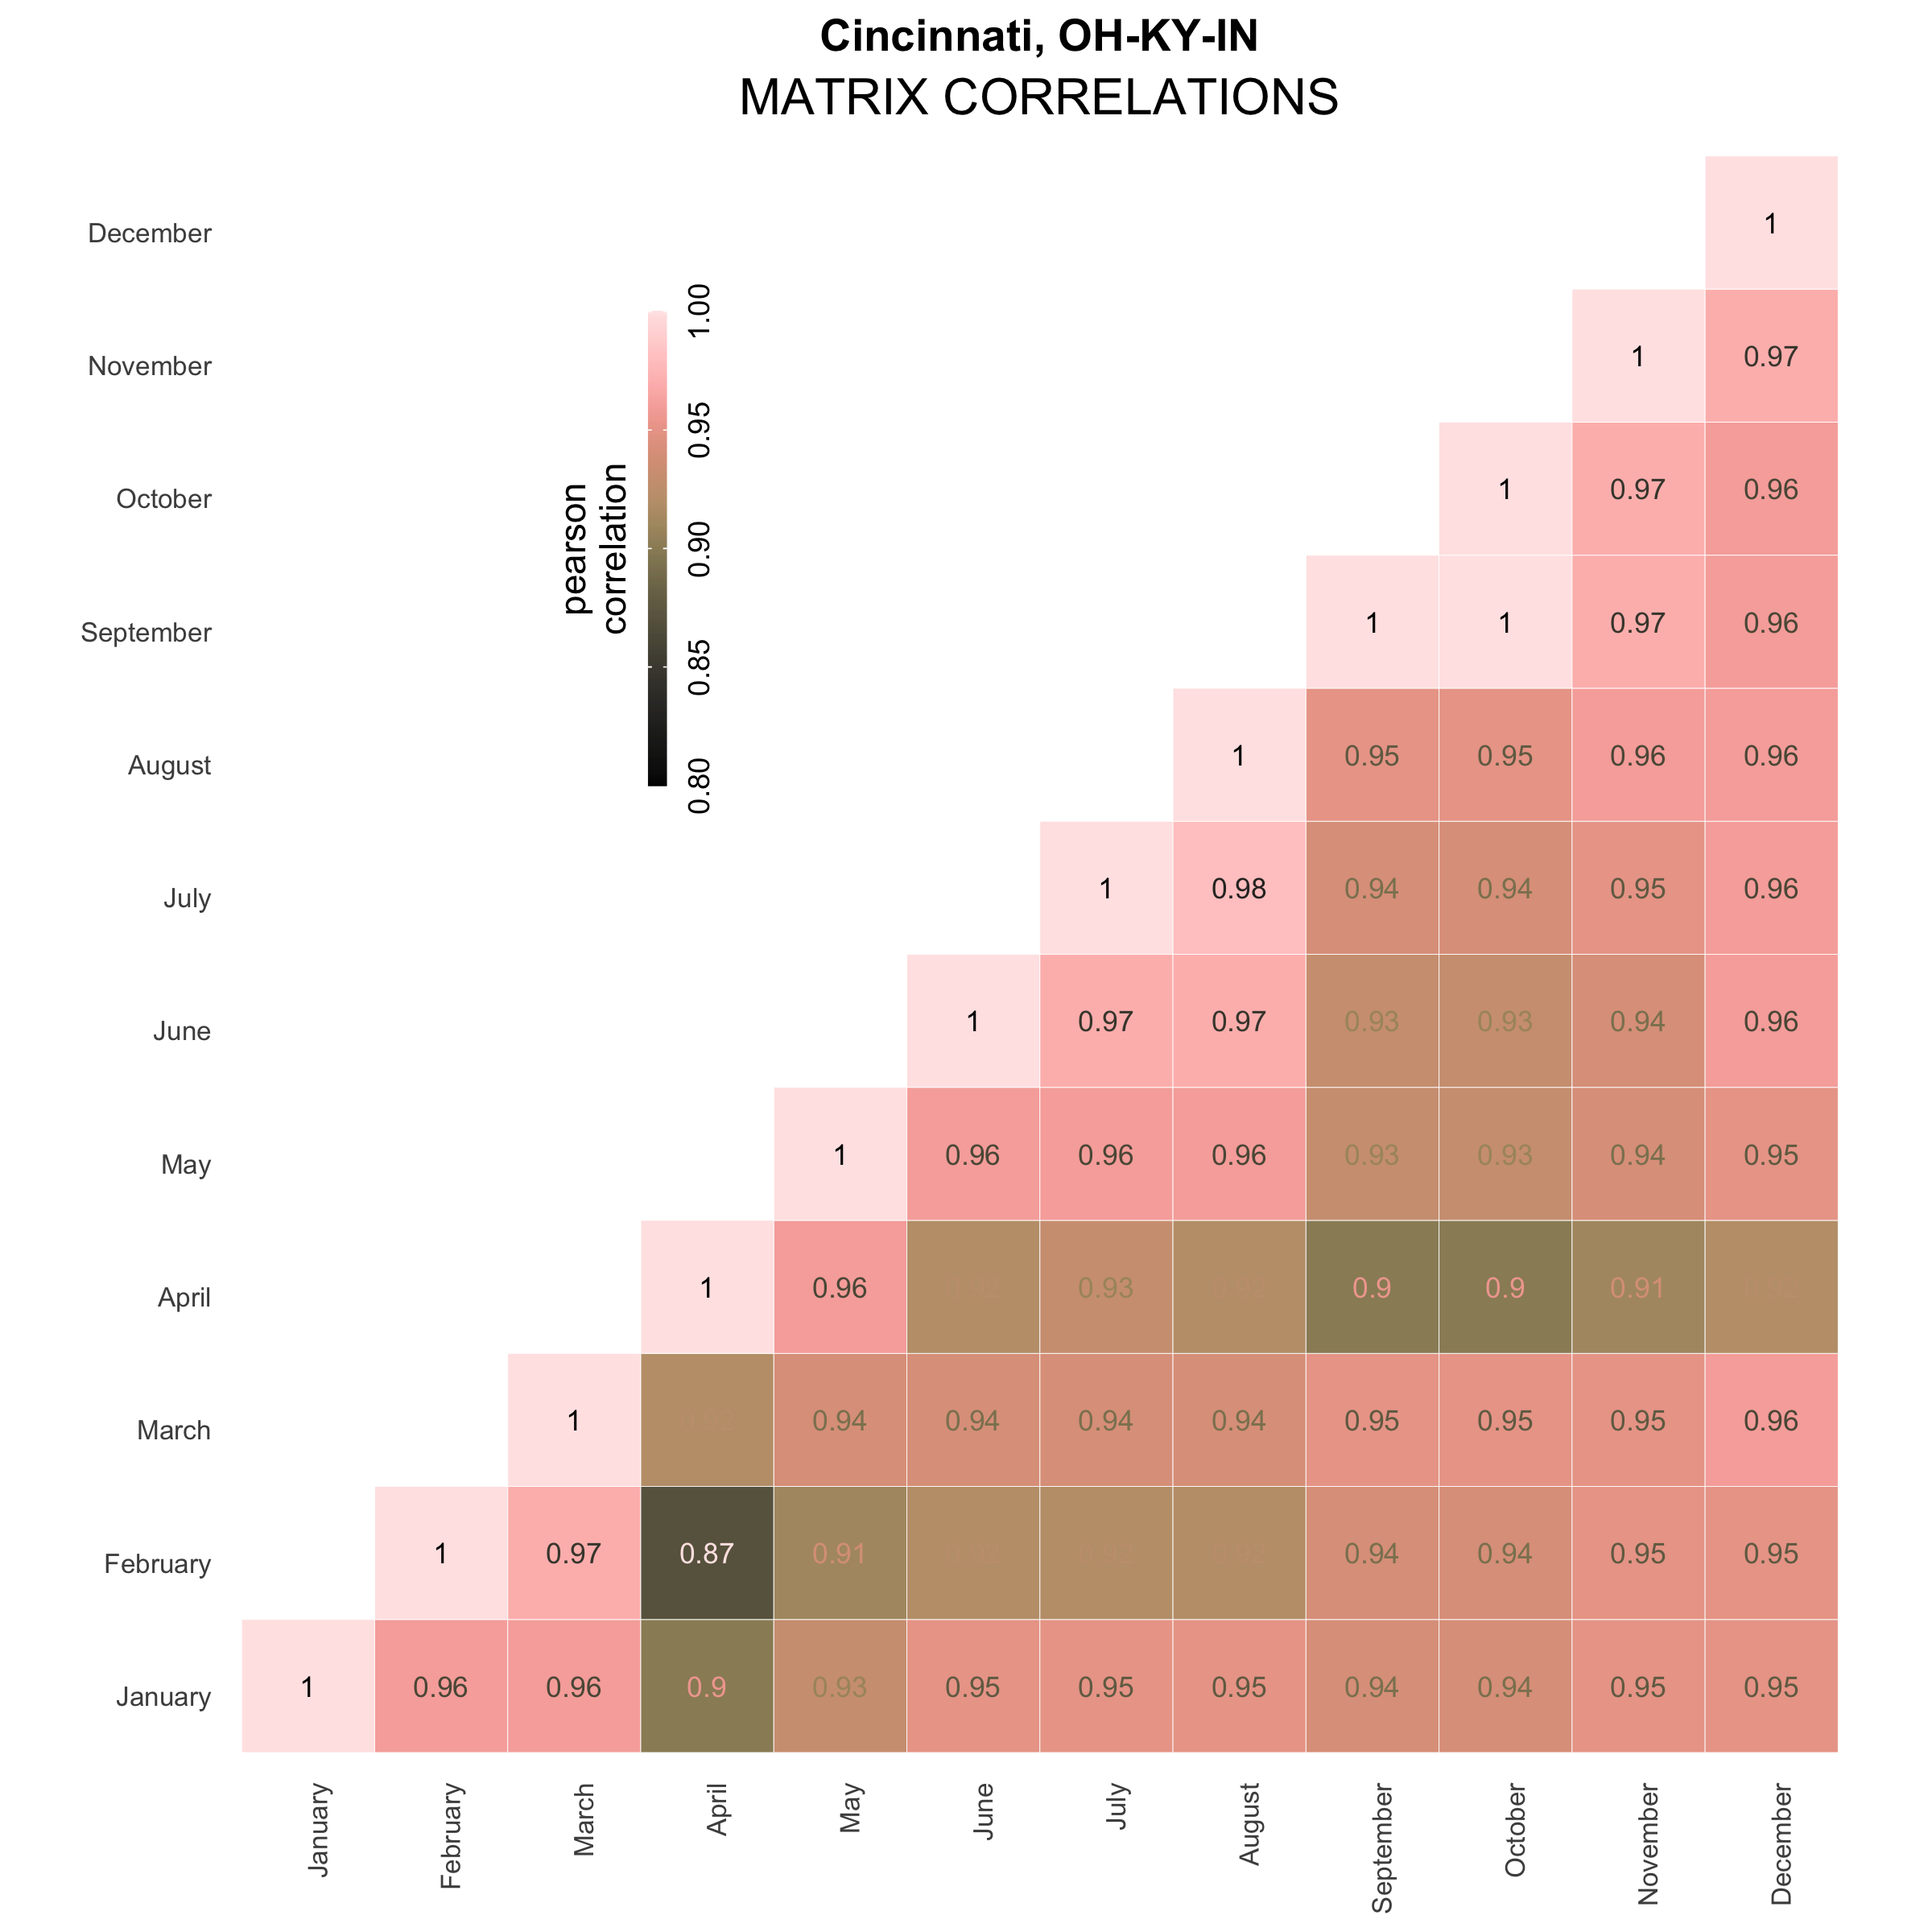 Cincinnati, OH-KY-IN
MATRIX CORRELATIONS
pearson
correlation
1.00
0.95
0.90
0.85
0.80
December 1
November 1 0.97
October 1 0.97 0.96
September 1 1 0.97 0.96
August 1 0.95 0.95 0.96 0.96
July 1 0.98 0.94 0.94 0.95 0.96
June 1 0.97 0.97 0.93 0.93 0.94 0.96
May 1 0.96 0.96 0.96 0.93 0.93 0.94 0.95
April 1 0.96 0.93 0.9 0.9 0.91
March 1 0.94 0.94 0.94 0.94 0.95 0.95 0.95 0.96
February 1 0.97 0.87 0.91 0.94 0.94 0.95 0.95
January 1 0.96 0.96 0.9 0.93 0.95 0.95 0.95 0.94 0.94 0.95 0.95
January February March April May June July August September October November December